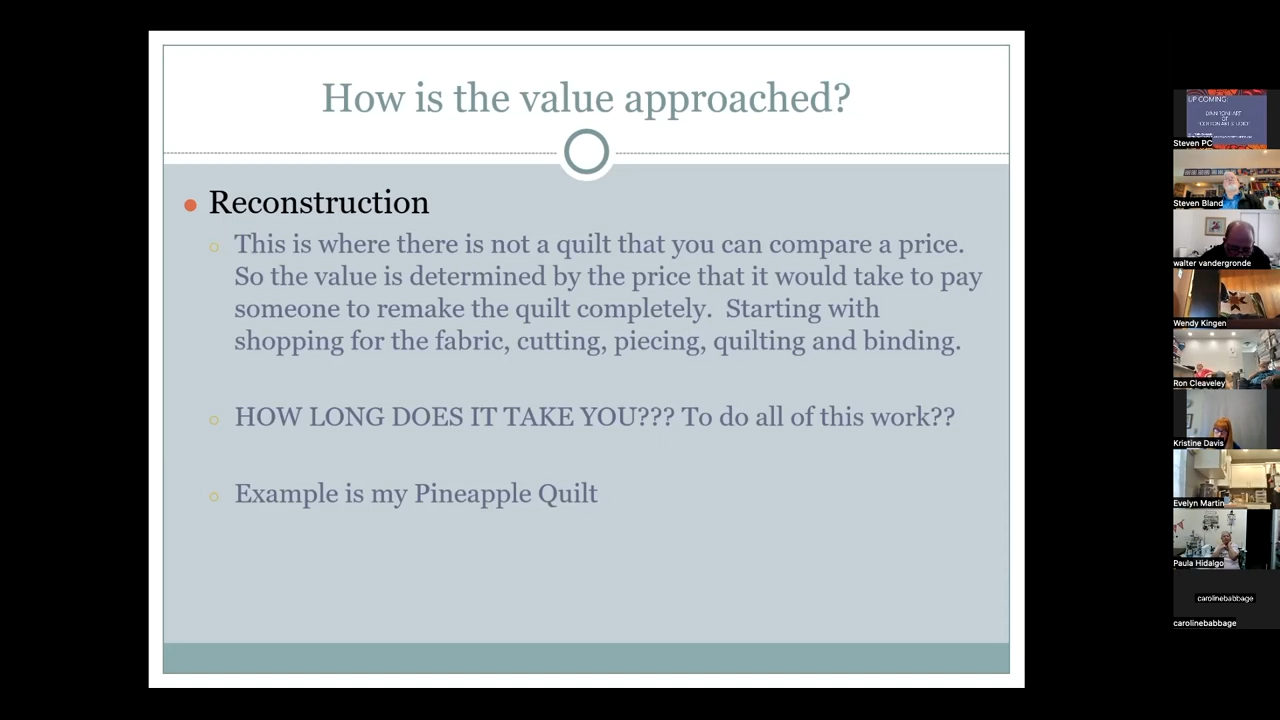 How is the value approached?
Reconstruction
This is where there is not a quilt that you can compare a price.
So the value is determined by the price that it would take to pay
someone to remake the quilt completely.  Starting with
shopping for the fabric, cutting, piecing, quilting and binding.
HOW LONG DOES IT TAKE YOU??? To do all of this work??
Example is my Pineapple Quilt
UP COMING:
Steven PC
Steven Bland
walter vandergronde
Wendy Kingen
Ron Cleaveley
Kristine Davis
Evelyn Martin
Paula Hidalgo
carolinebabbage
carolinebabbage